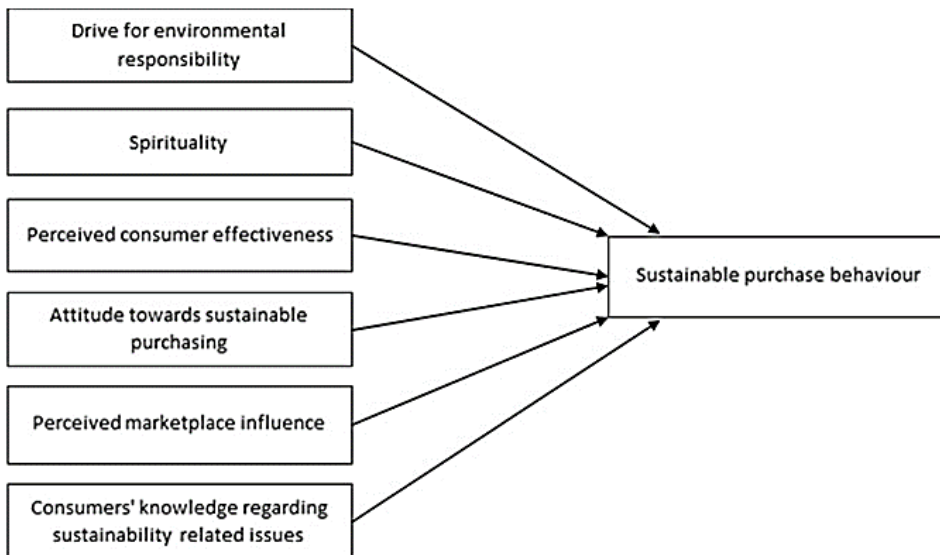 Drive for environmental
responsibility
Spirituality
Perceived consumer effectiveness
Attitude towards sustainable
purchasing
Perceived marketplace influence
Consumers' knowledge regarding
sustainability related issues
Sustainable purchase behaviour